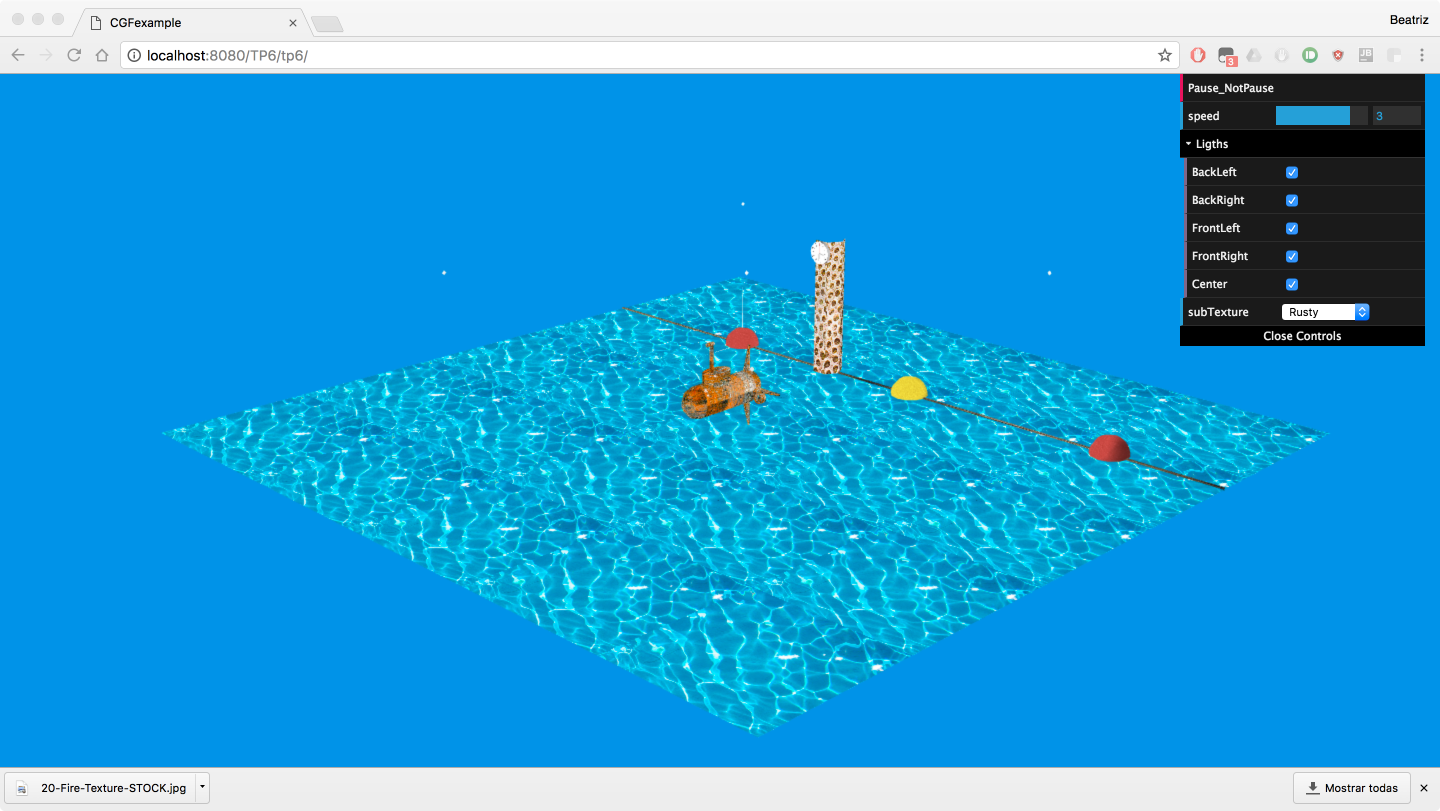 CGFexample
Beatriz
localhost:8080/TP6/tp6/
3
JB
Pause_NotPause
speed 3
Ligths
BackLeft
BackRight
FrontLeft
FrontRight
Center
subTexture Rusty
Close Controls
20-Fire-Texture-STOCK.jpg
Mostrar todas